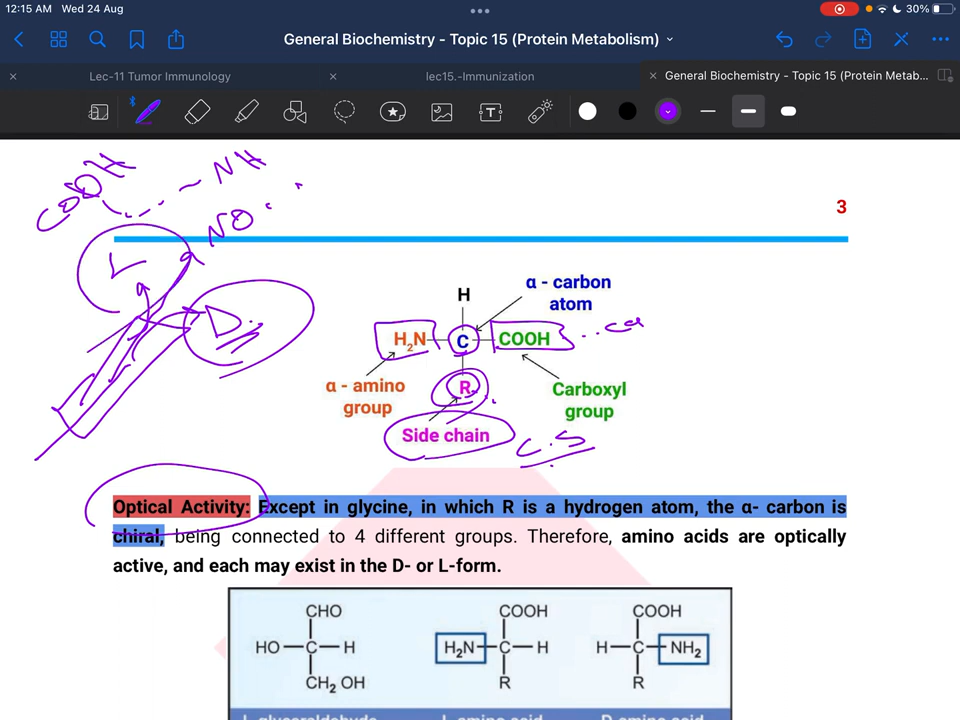 12:15 AM Wed 24 Aug
30%
General Biochemistry - Topic 15 (Protein Metabolism)
Lec-11 Tumor Immunology
lec15.-Immunization
General Biochemistry - Topic 15 (Protein Metab...
COOH
NH
NO
3
L
D
H
α - carbon
atom
H₂N
C
COOH
ca
α - amino
group
R
Carboxyl
group
Side chain
C.S
Optical Activity: Except in glycine, in which R is a hydrogen atom, the α- carbon is
chiral, being connected to 4 different groups. Therefore, amino acids are optically
active, and each may exist in the D- or L-form.
CHO
COOH
COOH
HO—C—H
H₂N—C—H
H—C—NH₂
CH₂ OH
R
R